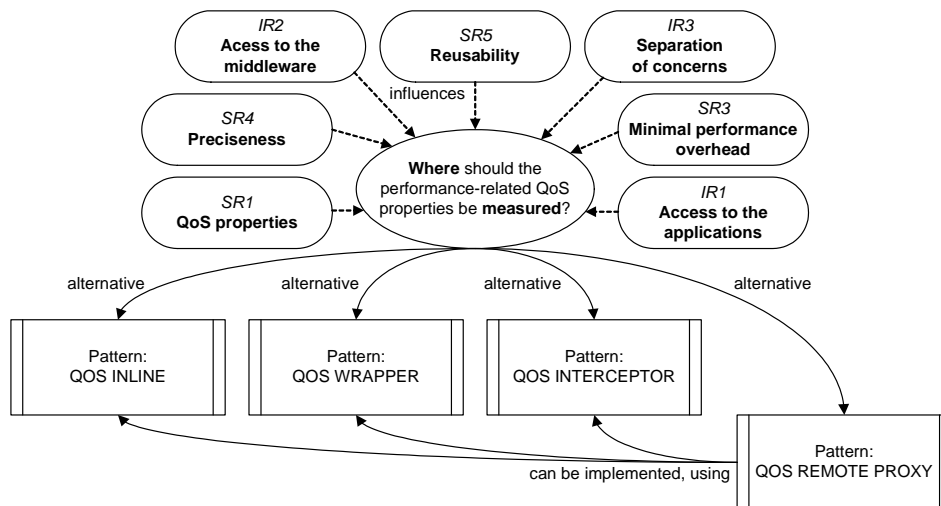 IR2
Acess to the
middleware
SR5
Reusability
IR3
Separation
of concerns
influences
SR4
Preciseness
SR3
Minimal performance
overhead
Where should the
performance-related QoS
properties be measured?
SR1
QoS properties
IR1
Access to the
applications
alternative
alternative
alternative
alternative
Pattern:
QOS INLINE
Pattern:
QOS WRAPPER
Pattern:
QOS INTERCEPTOR
Pattern:
QOS REMOTE PROXY
can be implemented, using